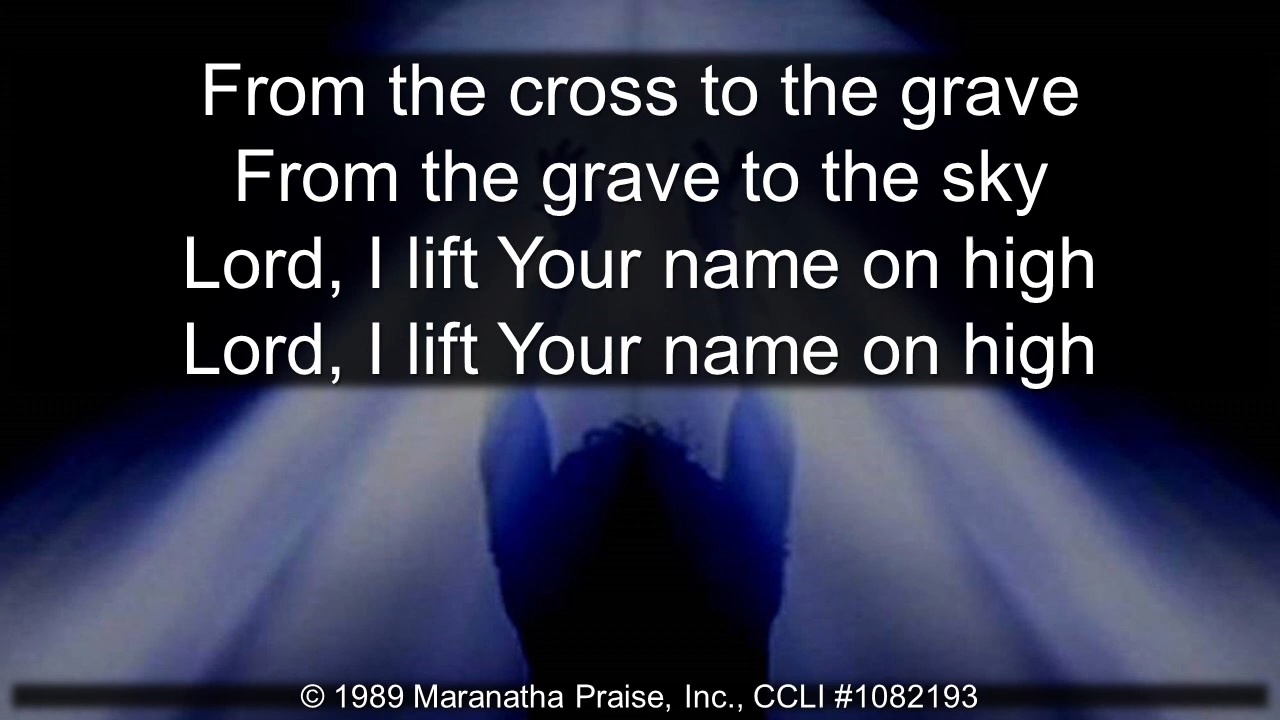 From the cross to the grave
From the grave to the sky
Lord, I lift Your name on high
Lord, I lift Your name on high
© 1989 Maranatha Praise, Inc., CCLI #1082193